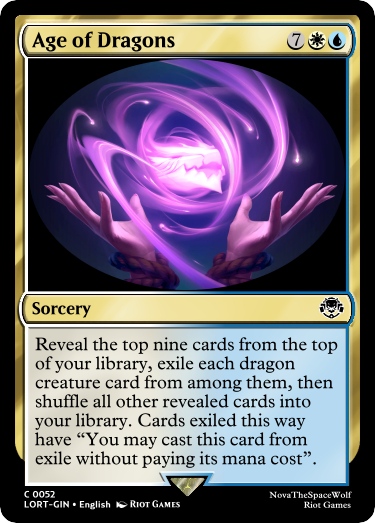 Age of Dragons 7
Sorcery
Reveal the top nine cards from the top
of your library, exile each dragon
creature card from among them, then
shuffle all other revealed cards into
your library. Cards exiled this way
have “You may cast this card from
exile without paying its mana cost”.
C 0052
LORT-GIN • English Riot Games
NovaTheSpaceWolf
Riot Games